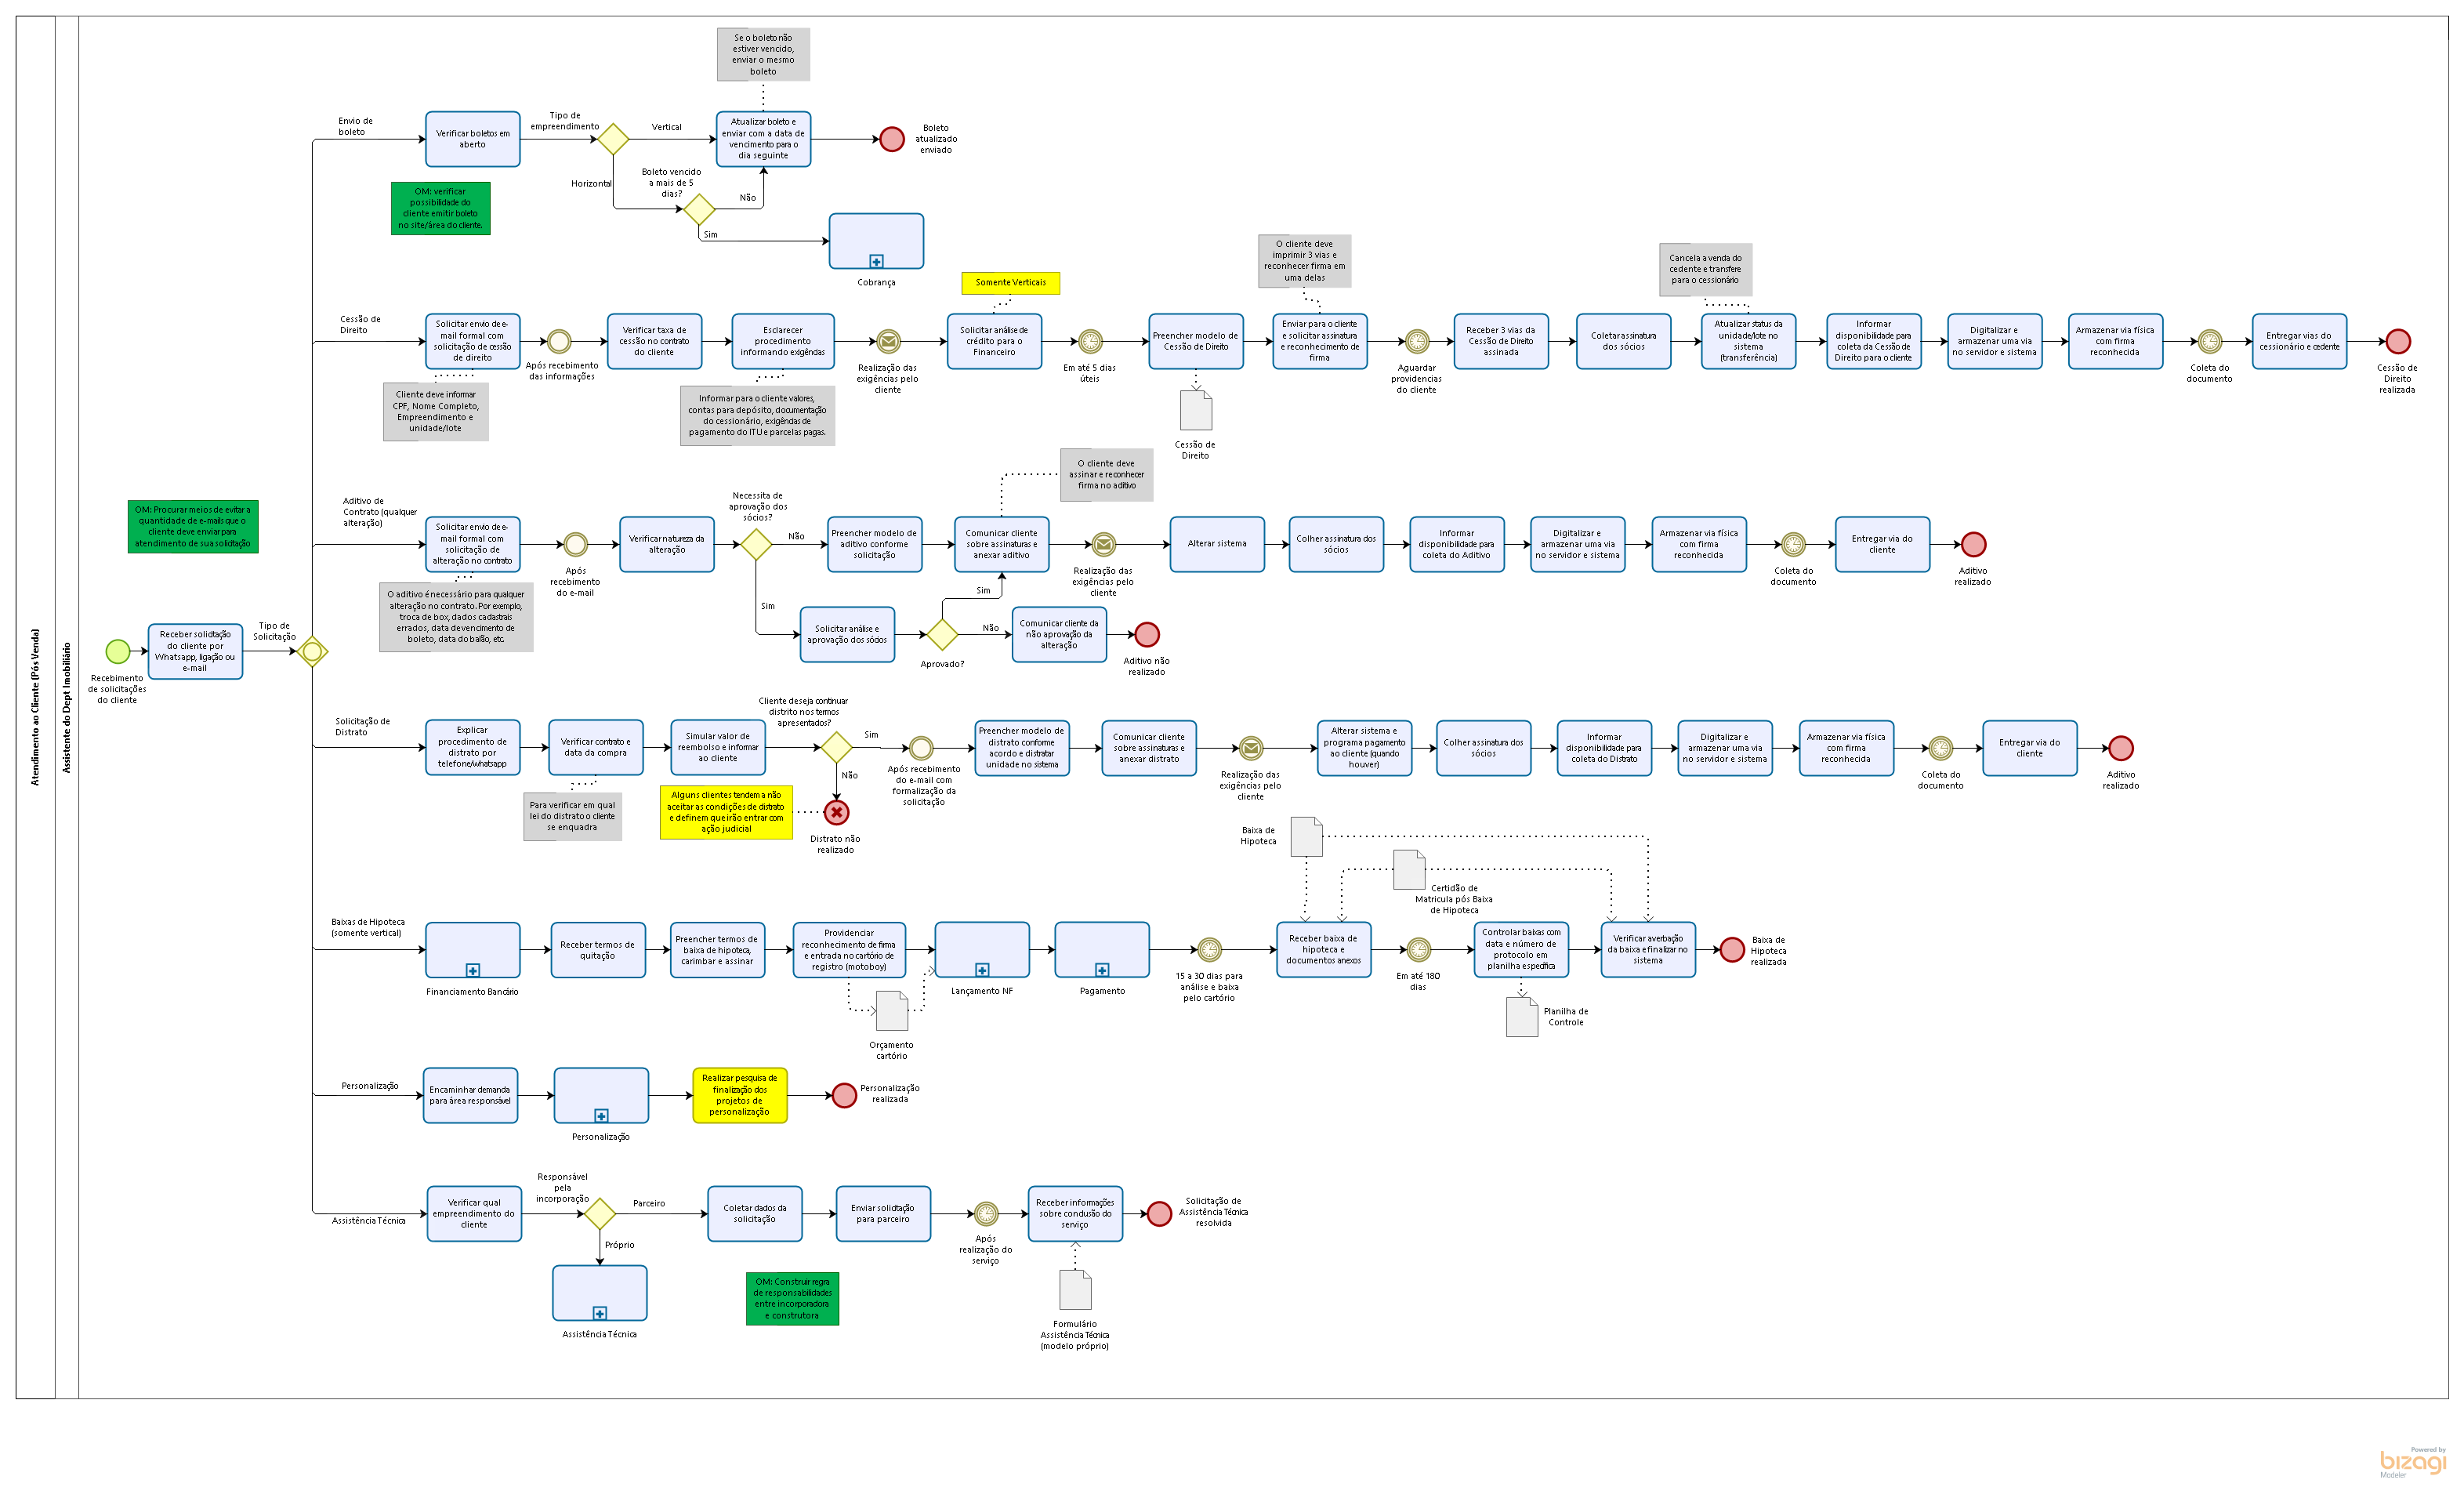 Atendimento ao Cliente (Pós Venda)
Assistente do Dept Imobiliário
Recebimento
de solicitações
do cliente
Receber solicitação
do cliente por
Whatsapp, ligação ou
e-mail
Tipo de
Solicitação
OM: Procurar meios de evitar a
quantidade de e-mails que o
cliente deve enviar para
atendimento de sua solicitação
Envio de
boleto
Verificar boletos em
aberto
OM: verificar
possibilidade do
cliente emitir boleto
no site/área do cliente.
Tipo de
empreendimento
Vertical
Horizontal
Boleto vencido
a mais de 5
dias?
Não
Sim
Se o boleto não
estiver vencido,
enviar o mesmo
boleto
Atualizar boleto e
enviar com a data de
vencimento para o
dia seguinte
Boleto
atualizado
enviado
Cobrança
Cessão de
Direito
Solicitar envio de e-
mail formal com
solicitação de cessão
de direito
Cliente deve informar
CPF, Nome Completo,
Empreendimento e
unidade/lote
Após recebimento
das informações
Verificar taxa de
cessão no contrato
do cliente
Esclarecer
procedimento
informando exigências
Informar para o cliente valores,
contas para depósito, documentação
do cessionário, exigências de
pagamento do ITU e parcelas pagas.
Realização das
exigências pelo
cliente
Somente Verticais
Solicitar análise de
crédito para o
Financeiro
Em até 5 dias
úteis
Preencher modelo de
Cessão de Direito
Cessão de
Direito
O cliente deve
imprimir 3 vias e
reconhecer firma em
uma delas
Enviar para o cliente
e solicitar assinatura
e reconhecimento de
firma
Aguardar
providencias
do cliente
Receber 3 vias da
Cessão de Direito
assinada
Coletar assinatura
dos sócios
Cancela a venda do
cedente e transfere
para o cessionário
Atualizar status da
unidade/lote no
sistema
(transferência)
Informar
disponibilidade para
coleta da Cessão de
Direito para o cliente
Digitalizar e
armazenar uma via
no servidor e sistema
Armazenar via física
com firma
reconhecida
Coleta do
documento
Entregar vias do
cessionário e cedente
Cessão de
Direito
realizada
Aditivo de
Contrato (qualquer
alteração)
Solicitar envio de e-
mail formal com
solicitação de
alteração no contrato
O aditivo é necessário para qualquer
alteração no contrato. Por exemplo,
troca de box, dados cadastrais
errados, data de vencimento de
boleto, data do balão, etc.
Após
recebimento
do e-mail
Verificar natureza da
alteração
Necessita de
aprovação dos
sócios?
Não
Sim
Preencher modelo de
aditivo conforme
solicitação
Comunicar cliente
sobre assinaturas e
anexar aditivo
O cliente deve
assinar e reconhecer
firma no aditivo
Realização das
exigências pelo
cliente
Alterar sistema
Colher assinatura dos
sócios
Informar
disponibilidade para
coleta do Aditivo
Digitalizar e
armazenar uma via
no servidor e sistema
Armazenar via física
com firma
reconhecida
Coleta do
documento
Entregar via do
cliente
Aditivo
realizado
Solicitar análise e
aprovação dos sócios
Aprovado?
Sim
Não
Comunicar cliente da
não aprovação da
alteração
Aditivo não
realizado
Solicitação de
Distrato
Explicar
procedimento de
distrato por
telefone/whatsapp
Verificar contrato e
data da compra
Para verificar em qual
lei do distrato o cliente
se enquadra
Simular valor de
reembolso e informar
ao cliente
Cliente deseja continuar
distrito nos termos
apresentados?
Sim
Não
Alguns clientes tendem a não
aceitar as condições de distrato
e definem que irão entrar com
ação judicial
Distrato não
realizado
Após recebimento
do e-mail com
formalização da
solicitação
Preencher modelo de
distrato conforme
acordo e distratar
unidade no sistema
Comunicar cliente
sobre assinaturas e
anexar distrato
Realização das
exigências pelo
cliente
Alterar sistema e
programa pagamento
ao cliente (quando
houver)
Colher assinatura dos
sócios
Informar
disponibilidade para
coleta do Distrato
Digitalizar e
armazenar uma via
no servidor e sistema
Armazenar via física
com firma
reconhecida
Coleta do
documento
Entregar via do
cliente
Aditivo
realizado
Baixas de Hipoteca
(somente vertical)
Financiamento Bancário
Receber termos de
quitação
Preencher termos de
baixa de hipoteca,
carimbar e assinar
Providenciar
reconhecimento de firma
e entrada no cartório de
registro (motoboy)
Orçamento
cartório
Lançamento NF
Pagamento
15 a 30 dias para
análise e baixa
pelo cartório
Baixa de
Hipoteca
Certidão de
Matricula pós Baixa
de Hipoteca
Receber baixa de
hipoteca e
documentos anexos
Em até 180
dias
Controlar baixas com
data e número de
protocolo em
planilha específica
Planilha de
Controle
Verificar averbação
da baixa e finalizar no
sistema
Baixa de
Hipoteca
realizada
Personalização
Encaminhar demanda
para área responsável
Personalização
Realizar pesquisa de
finalização dos
projetos de
personalização
Personalização
realizada
Assistência Técnica
Verificar qual
empreendimento do
cliente
Responsável
pela
incorporação
Parceiro
Próprio
Assistência Técnica
Coletar dados da
solicitação
Enviar solicitação
para parceiro
OM: Construir regra
de responsabilidades
entre incorporadora
e construtora
Após
realização do
serviço
Receber informações
sobre conclusão do
serviço
Formulário
Assistência Técnica
(modelo próprio)
Solicitação de
Assistência Técnica
resolvida
Powered by
bizagi
Modeler